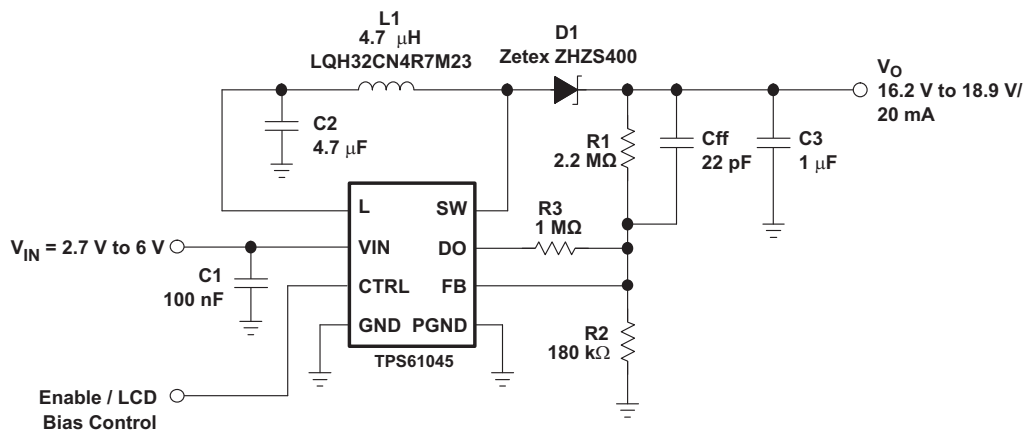 L1
4.7 μH
LQH32CN4R7M23
D1
Zetex ZHZS400
VO
16.2 V to 18.9 V/
20 mA
C2
4.7 μF
R1
2.2 MΩ
Cff
22 pF
C3
1 μF
L
SW
R3
1 MΩ
VIN = 2.7 V to 6 V
VIN
DO
C1
100 nF
CTRL
FB
GND
PGND
R2
180 kΩ
TPS61045
Enable / LCD
Bias Control